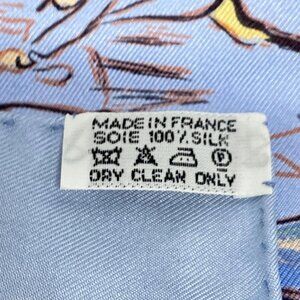 MADE IN FRANCE
SOIE 100% SILK
P
DRY CLEAN ONLY